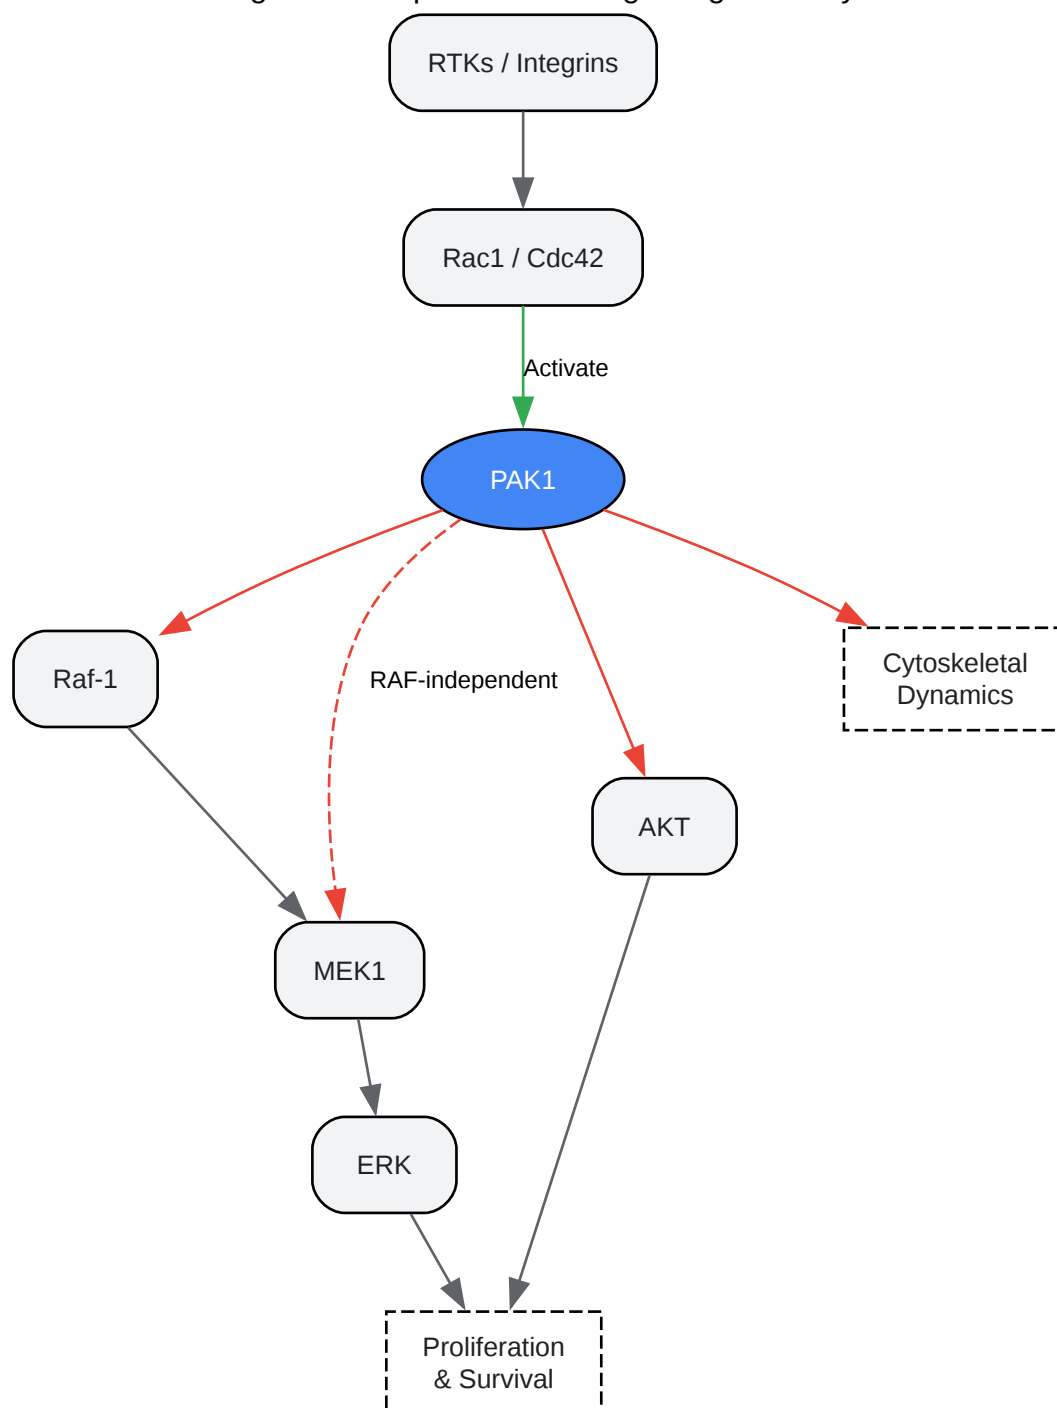 RTKs / Integrins
Rac1 / Cdc42
Activate
PAK1
Raf-1
RAF-independent
Cytoskeletal
Dynamics
AKT
MEK1
ERK
Proliferation
& Survival